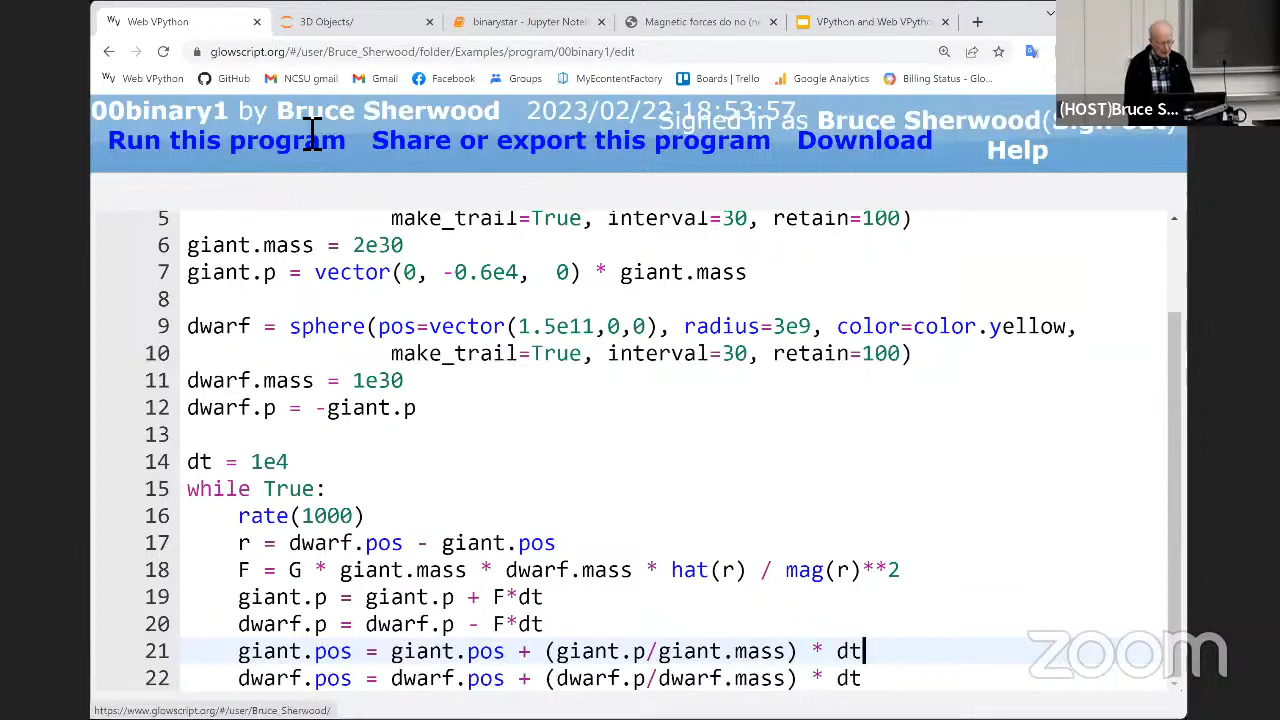 Web VPython
3D Objects/
binarystar - Jupyter Note
Magnetic forces do no (ne
VPython and Web VPython
glowscript.org/#/user/Bruce_Sherwood/folder/Examples/program/00binary1/edit
Web VPython GitHub NCSU gmail Gmail Facebook Groups MyEcontentFactory Boards | Trello Google Analytics Billing Status - Glow
(HOST)Bruce S...
00binary1 by Bruce Sherwood 2023/02/22 18:53:57
Signed in as Bruce Sherwood(Sign out)
Run this program Share or export this program Download
Help
5 make_trail=True, interval=30, retain=100)
6 giant.mass = 2e30
7 giant.p = vector(0, -0.6e4, 0) * giant.mass
8
9 dwarf = sphere(pos=vector(1.5e11,0,0), radius=3e9, color=color.yellow,
10 make_trail=True, interval=30, retain=100)
11 dwarf.mass = 1e30
12 dwarf.p = -giant.p
13
14 dt = 1e4
15 while True:
16 rate(1000)
17 r = dwarf.pos - giant.pos
18 F = G * giant.mass * dwarf.mass * hat(r) / mag(r)**2
19 giant.p = giant.p + F*dt
20 dwarf.p = dwarf.p - F*dt
21 giant.pos = giant.pos + (giant.p/giant.mass) * dt
22 dwarf.pos = dwarf.pos + (dwarf.p/dwarf.mass) * dt
zoom
https://www.glowscript.org/#/user/Bruce_Sherwood/